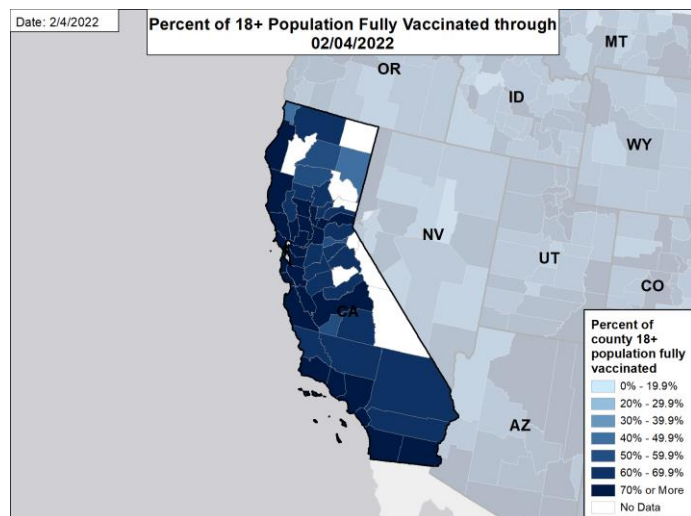 Date: 2/4/2022
Percent of 18+ Population Fully Vaccinated through
02/04/2022
MT
OR
ID
WY
NV
UT
CO
CA
AZ
Percent of
county 18+
population fully
vaccinated
0% - 19.9%
20% - 29.9%
30% - 39.9%
40% - 49.9%
50% - 59.9%
60% - 69.9%
70% or More
No Data